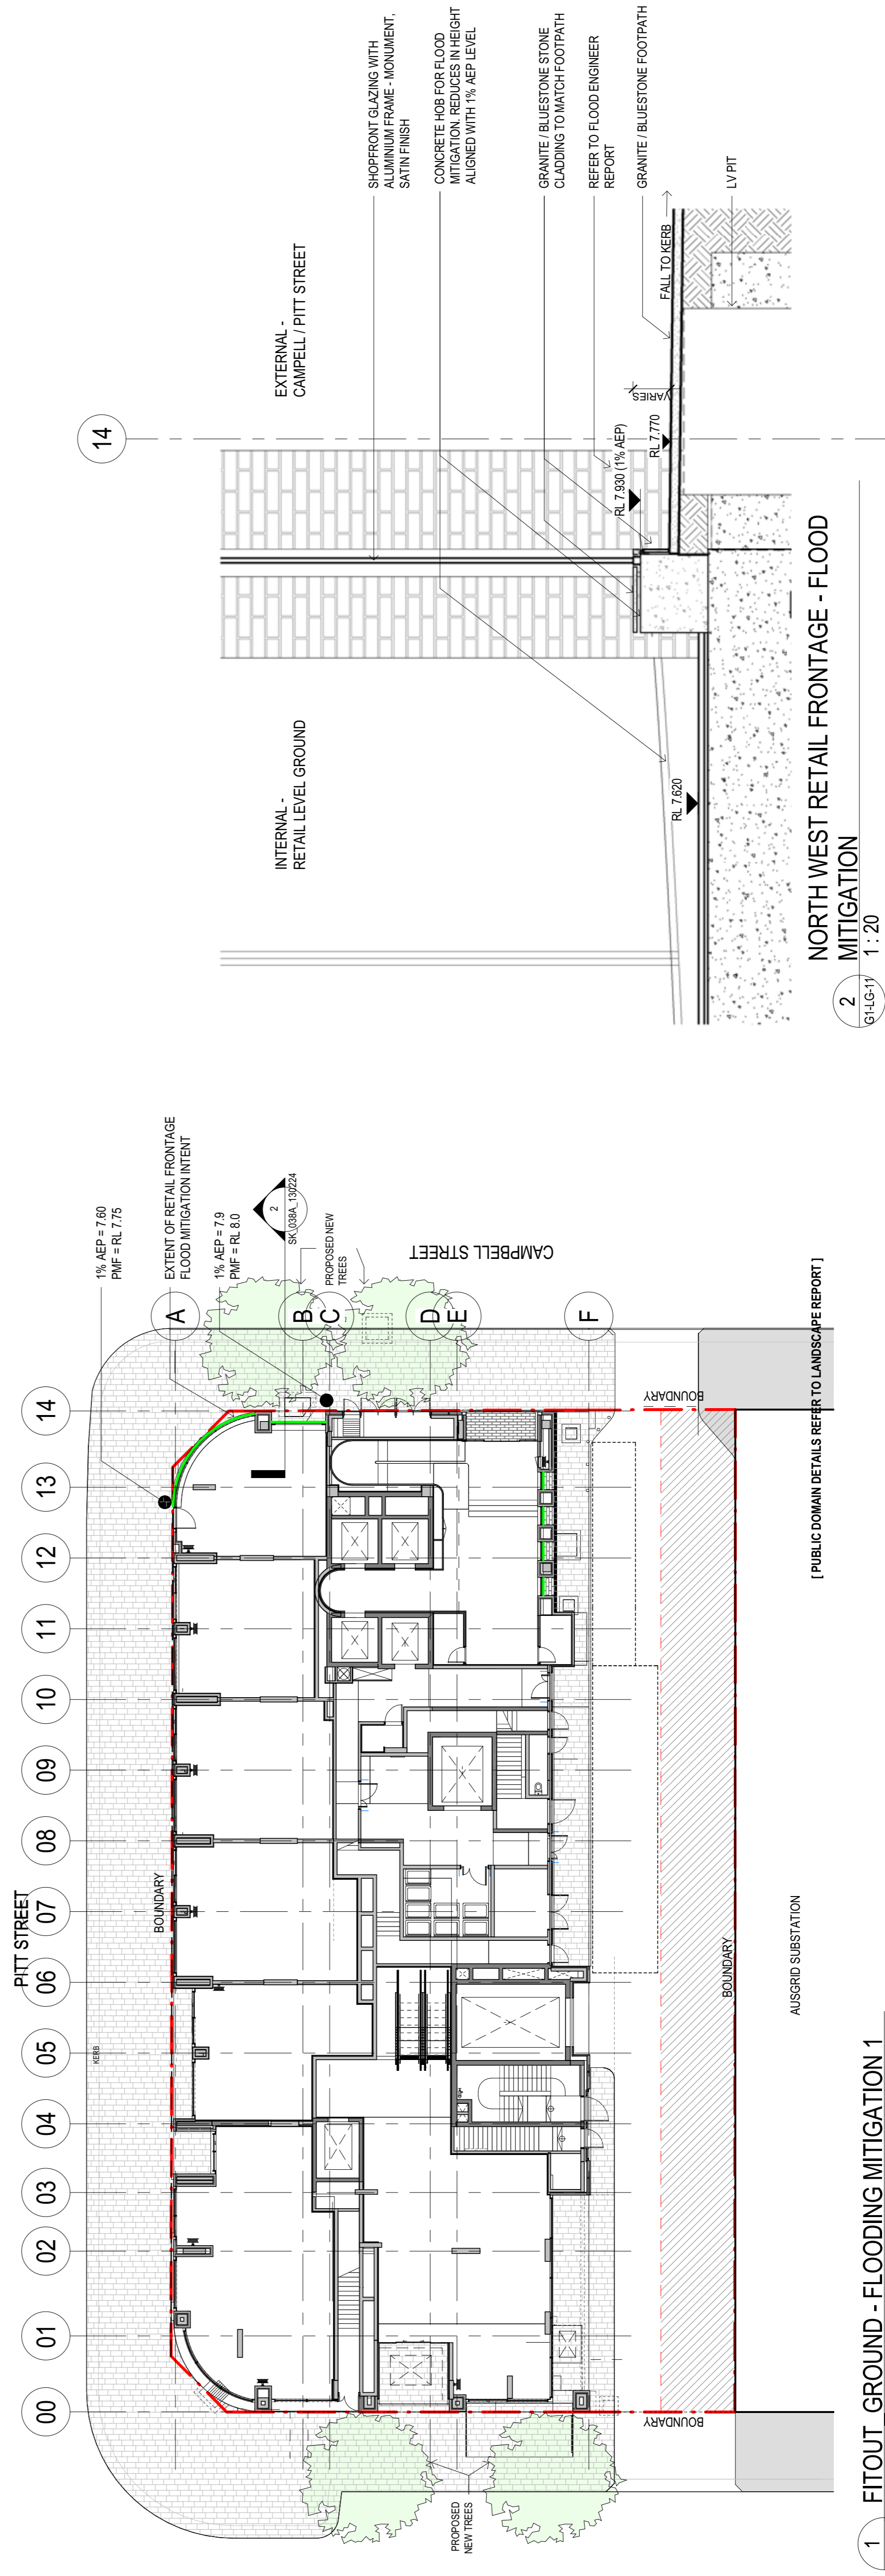 PITT STREET
00
01
02
03
04
05
06
07
08
09
10
11
12
13
14
KERB
BOUNDARY
1% AEP = 7.60
PMF = RL 7.75
EXTENT OF RETAIL FRONTAGE
FLOOD MITIGATION INTENT
1% AEP = 7.9
PMF = RL 8.0
2
SK_038A_130224
PROPOSED NEW
TREES
A
B
C
D
E
F
CAMPBELL STREET
PROPOSED
NEW TREES
BOUNDARY
BOUNDARY
BOUNDARY
AUSGRID SUBSTATION
[ PUBLIC DOMAIN DETAILS REFER TO LANDSCAPE REPORT ]
1
FITOUT_GROUND - FLOODING MITIGATION 1
14
INTERNAL -
RETAIL LEVEL GROUND
EXTERNAL -
CAMPELL / PITT STREET
SHOPFRONT GLAZING WITH
ALUMINIUM FRAME - MONUMENT,
SATIN FINISH
CONCRETE HOB FOR FLOOD
MITIGATION. REDUCES IN HEIGHT
ALIGNED WITH 1% AEP LEVEL
GRANITE / BLUESTONE STONE
CLADDING TO MATCH FOOTPATH
REFER TO FLOOD ENGINEER
REPORT
GRANITE / BLUESTONE FOOTPATH
LV PIT
RL 7.930 (1% AEP)
VARIES
RL 7.770
FALL TO KERB
RL 7.620
2
G1-LG-11
NORTH WEST RETAIL FRONTAGE - FLOOD
MITIGATION
1 : 20